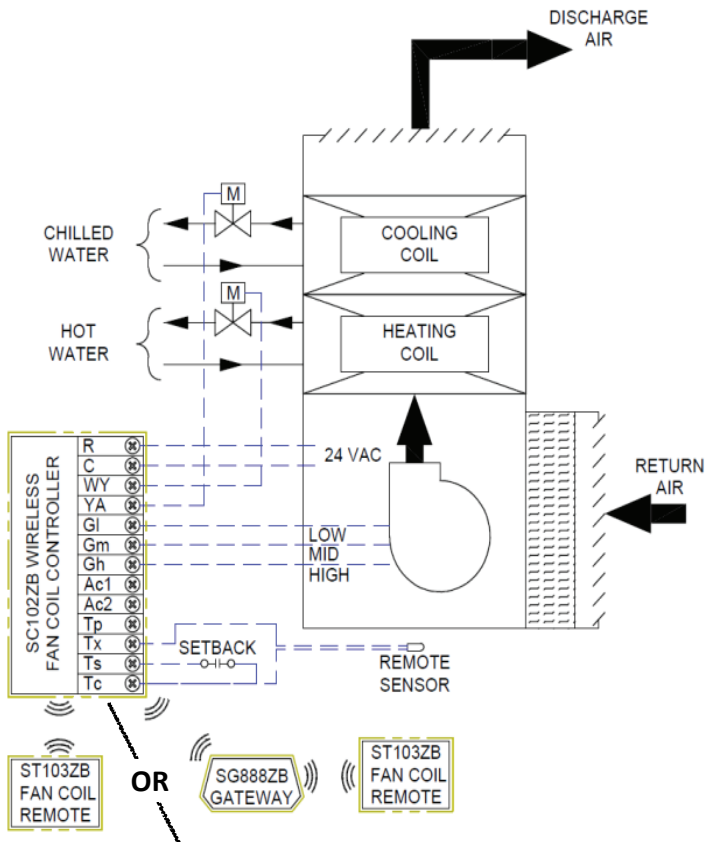 DISCHARGE
AIR
M
CHILLED
WATER
COOLING
COIL
M
HOT
WATER
HEATING
COIL
SC102ZB WIRELESS
FAN COIL CONTROLLER
R
C
WY
YA
Gl
Gm
Gh
Ac1
Ac2
Tp
Tx
Ts
Tc
24 VAC
LOW
MID
HIGH
RETURN
AIR
SETBACK
REMOTE
SENSOR
ST103ZB
FAN COIL
REMOTE
OR
SG888ZB
GATEWAY
ST103ZB
FAN COIL
REMOTE